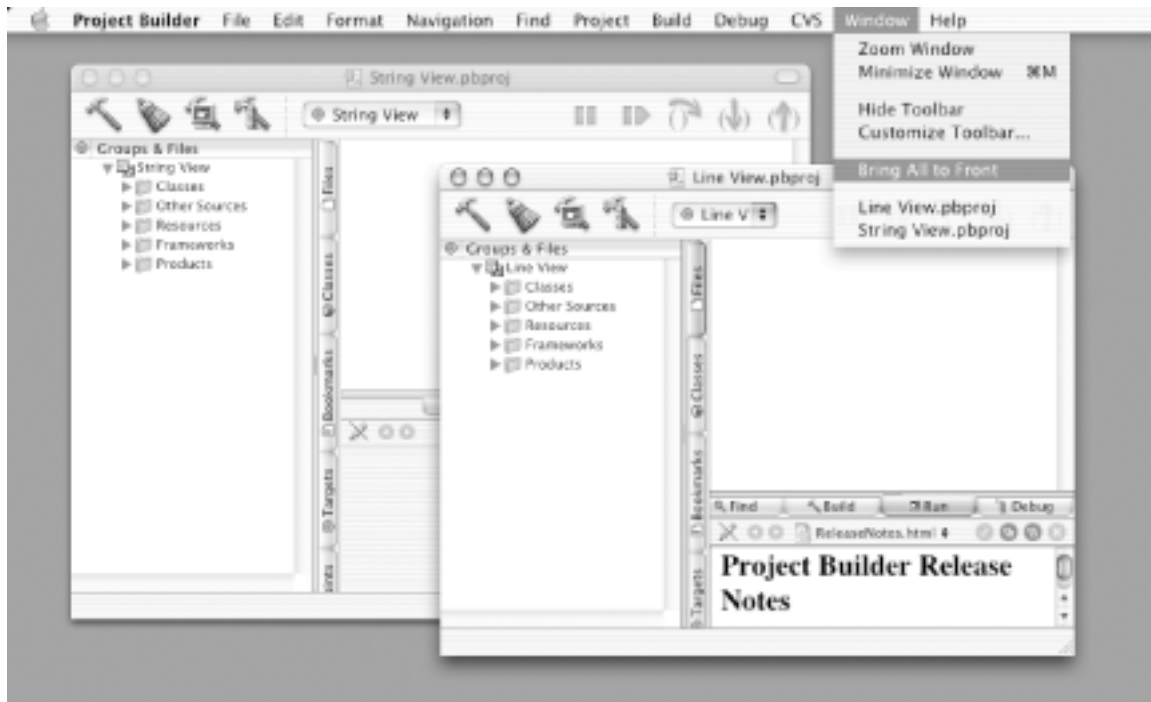 Project Builder File Edit Format Navigation Find Project Build Debug CVS Window Help
Zoom Window
Minimize Window ⌘M
Hide Toolbar
Customize Toolbar...
Bring All to Front
Line View.pbproj
String View.pbproj
String View.pbproj
String View
Groups & Files
String View
Classes
Other Sources
Resources
Frameworks
Products
Files
Classes
Bookmarks
Targets
Line View.pbproj
Line V
Groups & Files
Line View
Classes
Other Sources
Resources
Frameworks
Products
Files
Classes
Bookmarks
Targets
Find Build Run Debug
ReleaseNotes.html
Project Builder Release
Notes